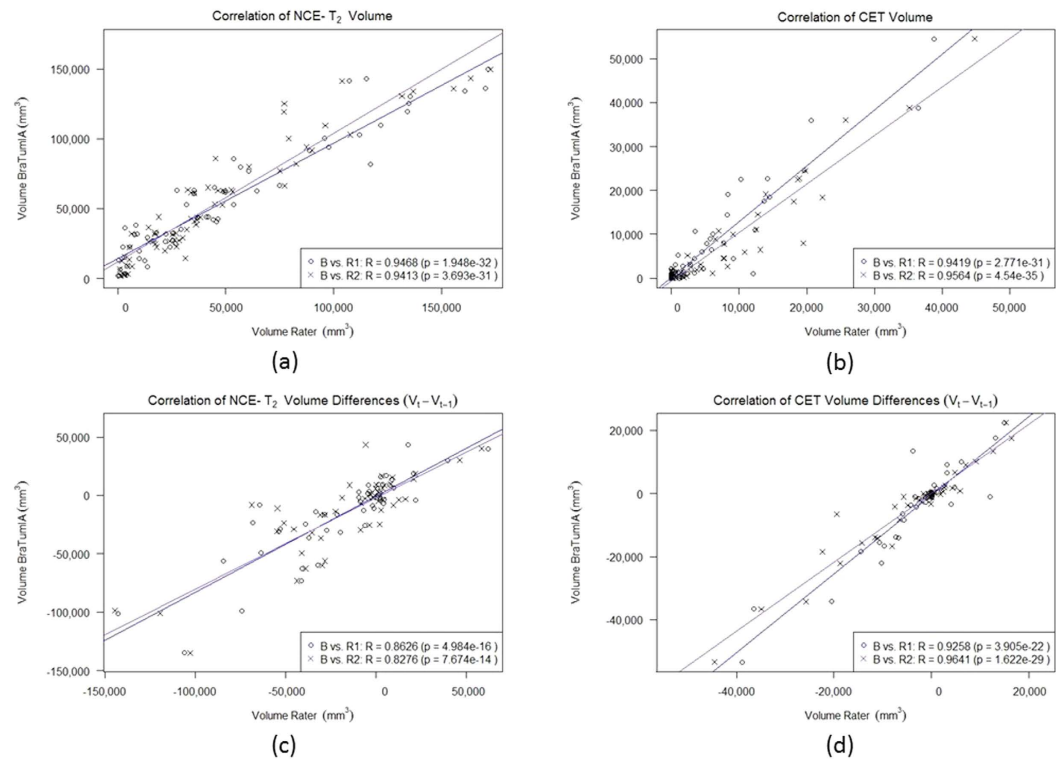 Correlation of NCE- T₂ Volume
Volume BraTumIA (mm³)
150,000
100,000
50,000
0
B vs. R1: R = 0.9468 (p = 1.948e-32 )
B vs. R2: R = 0.9413 (p = 3.693e-31 )
0 50,000 100,000 150,000
Volume Rater (mm³)
(a)
Correlation of CET Volume
Volume BraTumIA (mm³)
50,000
40,000
30,000
20,000
10,000
0
B vs. R1: R = 0.9419 (p = 2.771e-31 )
B vs. R2: R = 0.9564 (p = 4.54e-35 )
0 10,000 20,000 30,000 40,000 50,000
Volume Rater (mm³)
(b)
Correlation of NCE- T₂ Volume Differences (Vₜ – Vₜ₋₁)
Volume BraTumIA (mm³)
50,000
0
-50,000
-100,000
-150,000
B vs. R1: R = 0.8626 (p = 4.984e-16 )
B vs. R2: R = 0.8276 (p = 7.674e-14 )
-150,000 -100,000 -50,000 0 50,000
Volume Rater (mm³)
(c)
Correlation of CET Volume Differences (Vₜ – Vₜ₋₁)
Volume BraTumIA (mm³)
20,000
0
-20,000
-40,000
B vs. R1: R = 0.9258 (p = 3.905e-22 )
B vs. R2: R = 0.9641 (p = 1.622e-29 )
-40,000 -20,000 0 20,000
Volume Rater (mm³)
(d)